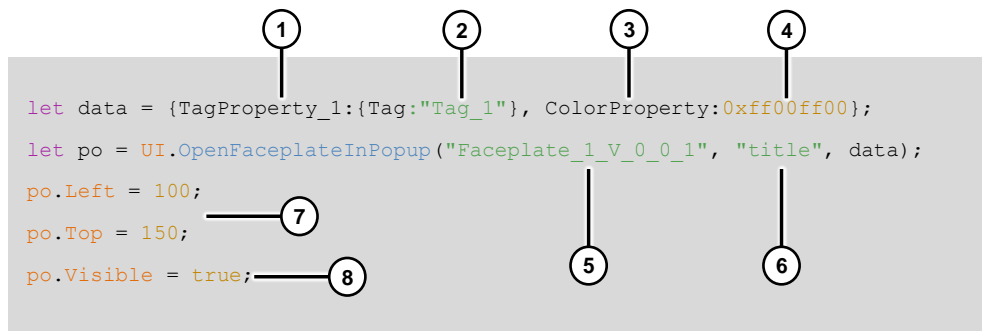 1 2 3 4
let data = {TagProperty_1:{Tag:"Tag_1"}, ColorProperty:0xff00ff00};
let po = UI.OpenFaceplateInPopup("Faceplate_1_V_0_0_1", "title", data);
po.Left = 100;
7
po.Top = 150;
po.Visible = true; 8
5 6